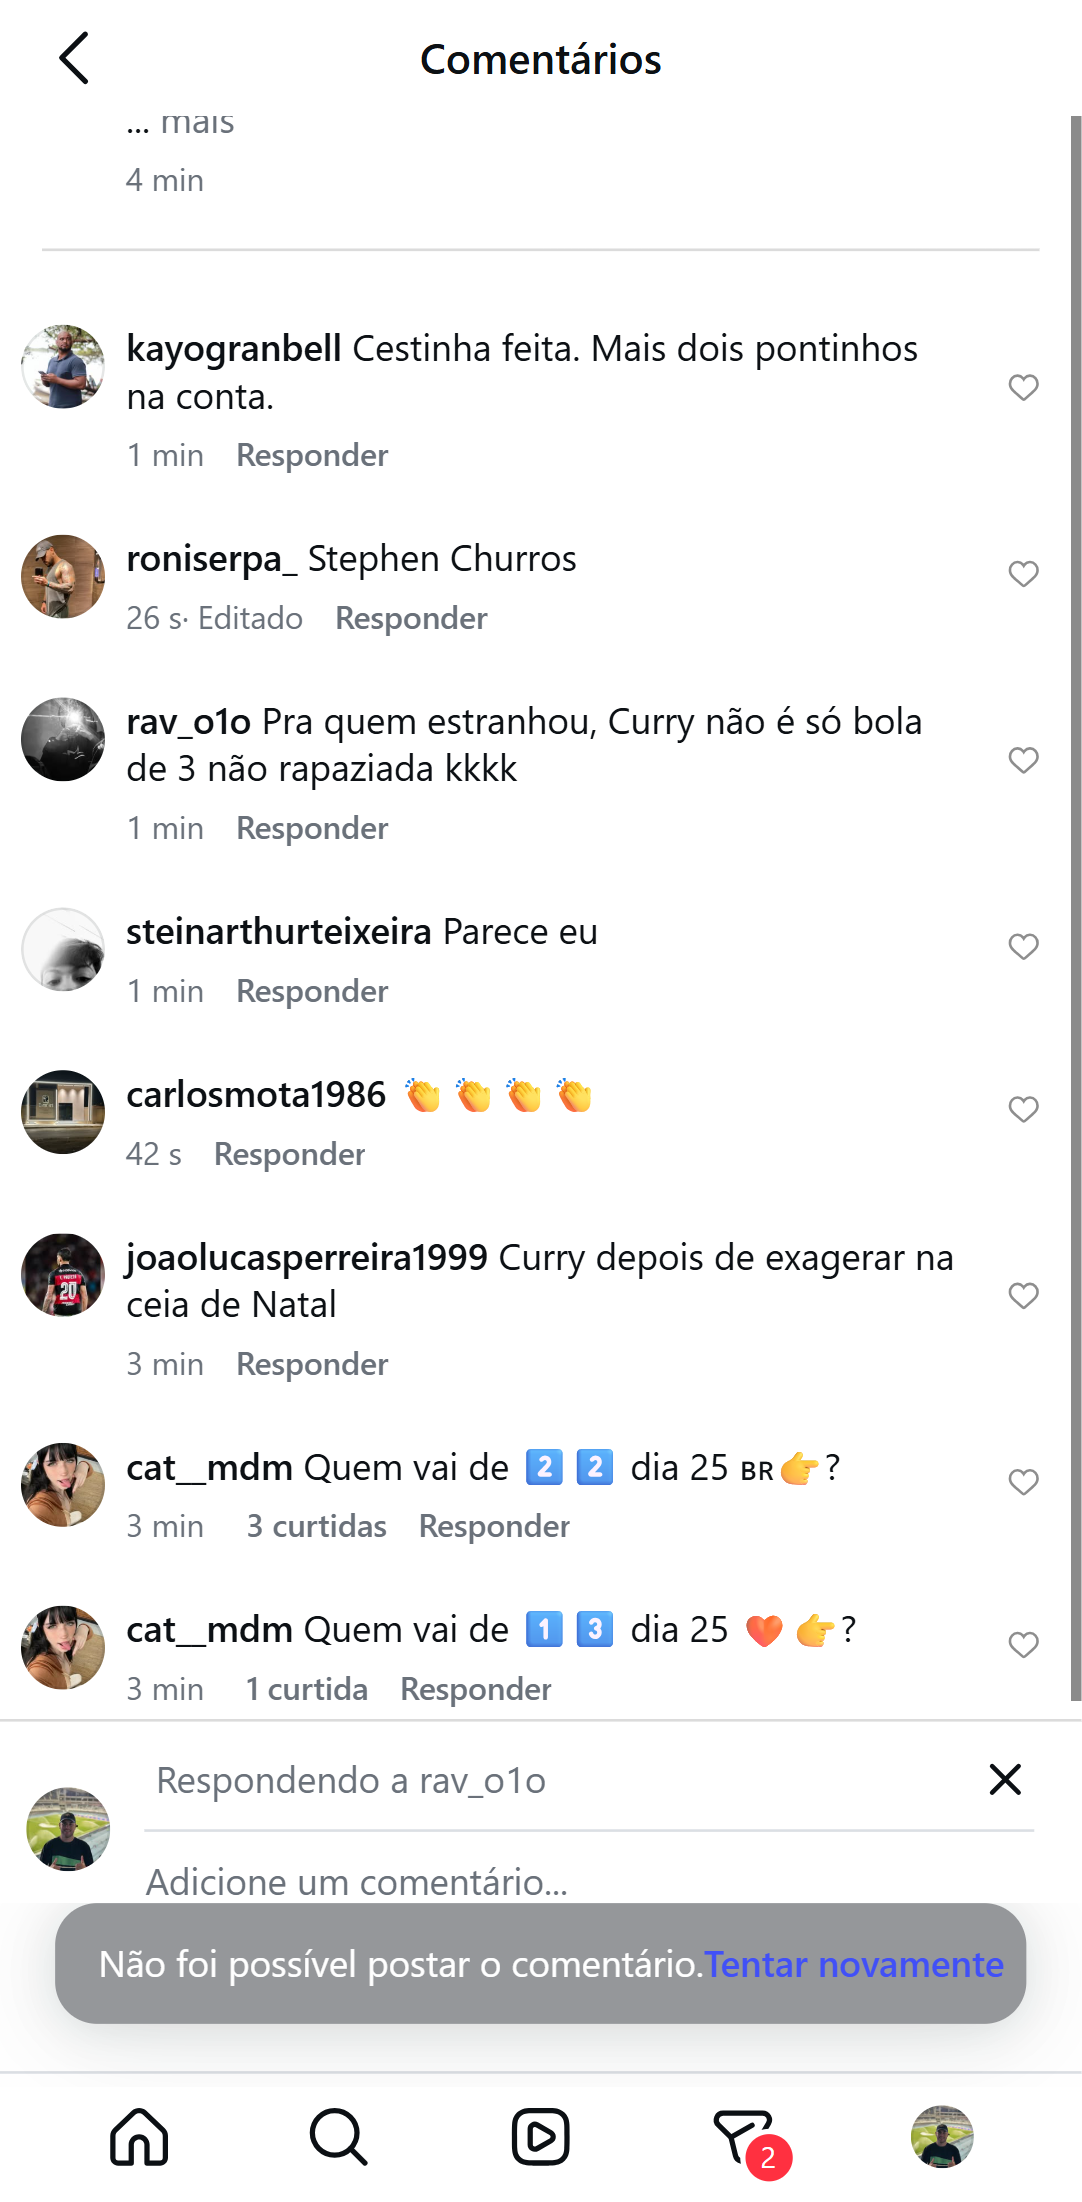 Comentários
... mais
4 min
kayogranbell Cestinha feita. Mais dois pontinhos
na conta.
1 min Responder
roniserpa_ Stephen Churros
26 s· Editado Responder
rav_o1o Pra quem estranhou, Curry não é só bola
de 3 não rapaziada kkkk
1 min Responder
steinarthurteixeira Parece eu
1 min Responder
carlosmota1986 👏👏👏👏
42 s Responder
joaolucasperreira1999 Curry depois de exagerar na
ceia de Natal
3 min Responder
cat__mdm Quem vai de 2️⃣2️⃣ dia 25 BR👉?
3 min 3 curtidas Responder
cat__mdm Quem vai de 1️⃣3️⃣ dia 25 ❤️👉?
3 min 1 curtida Responder
Respondendo a rav_o1o
Adicione um comentário...
Não foi possível postar o comentário.Tentar novamente
2